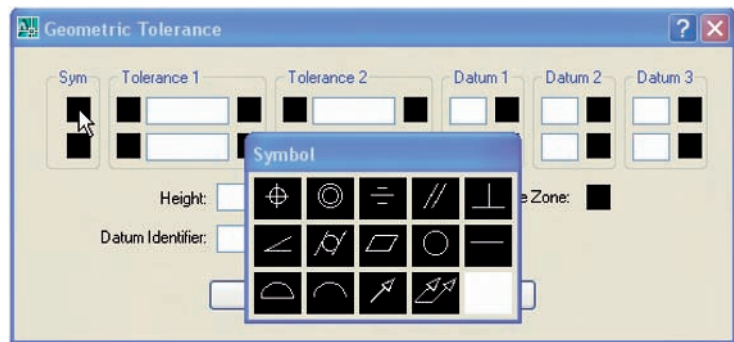 Geometric Tolerance
Sym Tolerance 1 Tolerance 2 Datum 1 Datum 2 Datum 3
Symbol
Height: e Zone:
Datum Identifier: